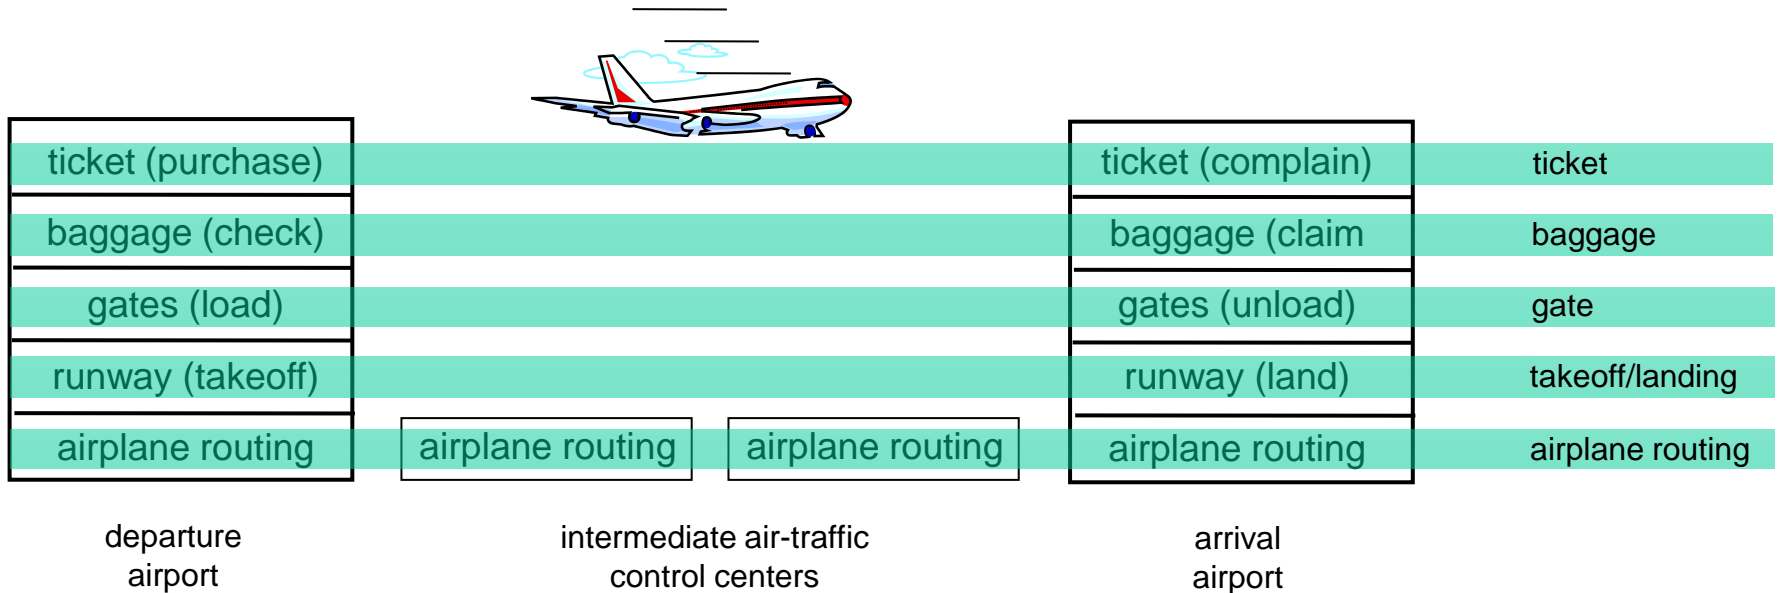 ticket (purchase) ticket (complain) ticket
baggage (check) baggage (claim baggage
gates (load) gates (unload) gate
runway (takeoff) runway (land) takeoff/landing
airplane routing airplane routing airplane routing airplane routing airplane routing
departure
airport
intermediate air-traffic
control centers
arrival
airport